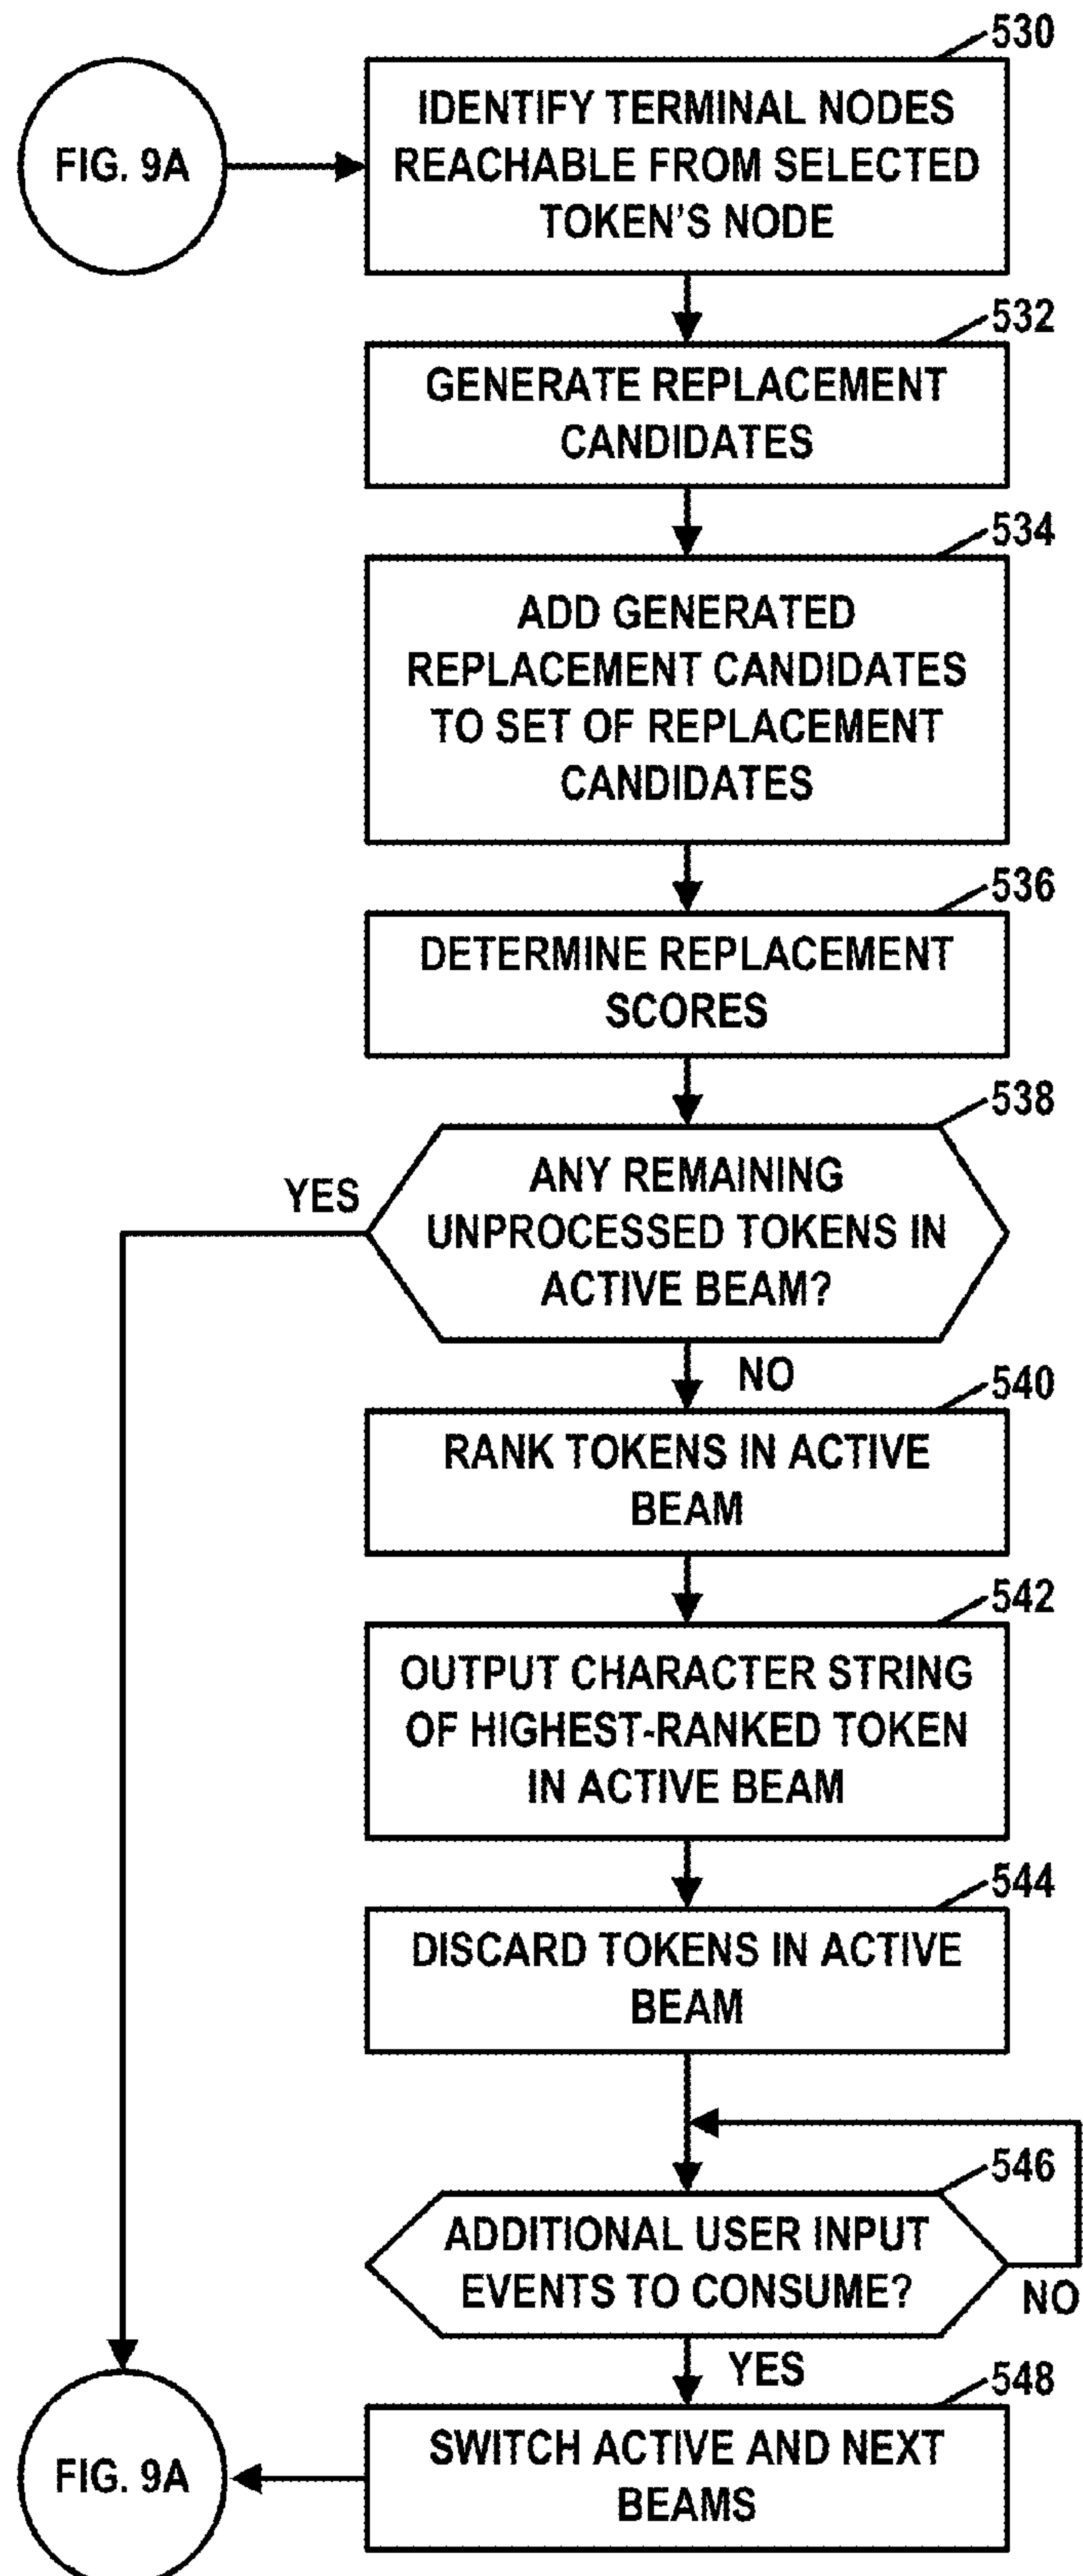 530
FIG. 9A
IDENTIFY TERMINAL NODES
REACHABLE FROM SELECTED
TOKEN'S NODE
532
GENERATE REPLACEMENT
CANDIDATES
534
ADD GENERATED
REPLACEMENT CANDIDATES
TO SET OF REPLACEMENT
CANDIDATES
536
DETERMINE REPLACEMENT
SCORES
538
YES
ANY REMAINING
UNPROCESSED TOKENS IN
ACTIVE BEAM?
NO
540
RANK TOKENS IN ACTIVE
BEAM
542
OUTPUT CHARACTER STRING
OF HIGHEST-RANKED TOKEN
IN ACTIVE BEAM
544
DISCARD TOKENS IN ACTIVE
BEAM
546
ADDITIONAL USER INPUT
EVENTS TO CONSUME?
NO
YES
548
SWITCH ACTIVE AND NEXT
BEAMS
FIG. 9A